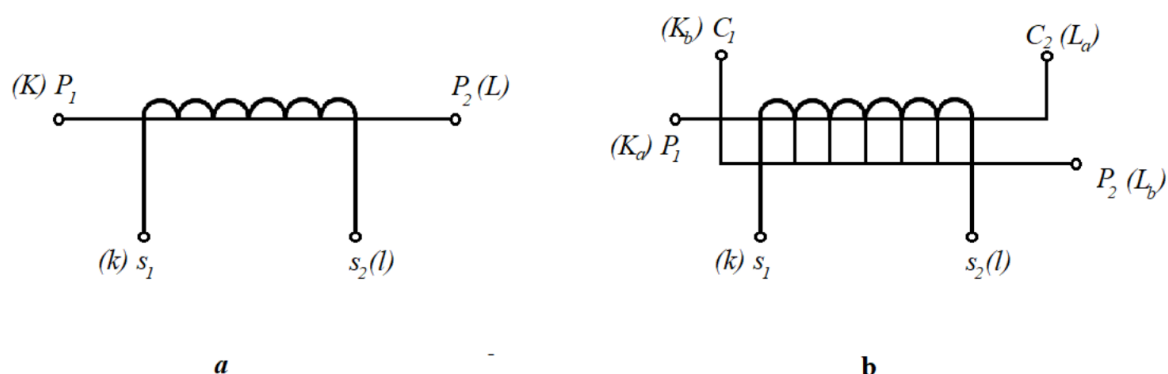 (K) P1
P2 (L)
(k) s1
s2 (l)
a
(Kb) C1
C2 (La)
(Ka) P1
P2 (Lb)
(k) s1
s2 (l)
-
b